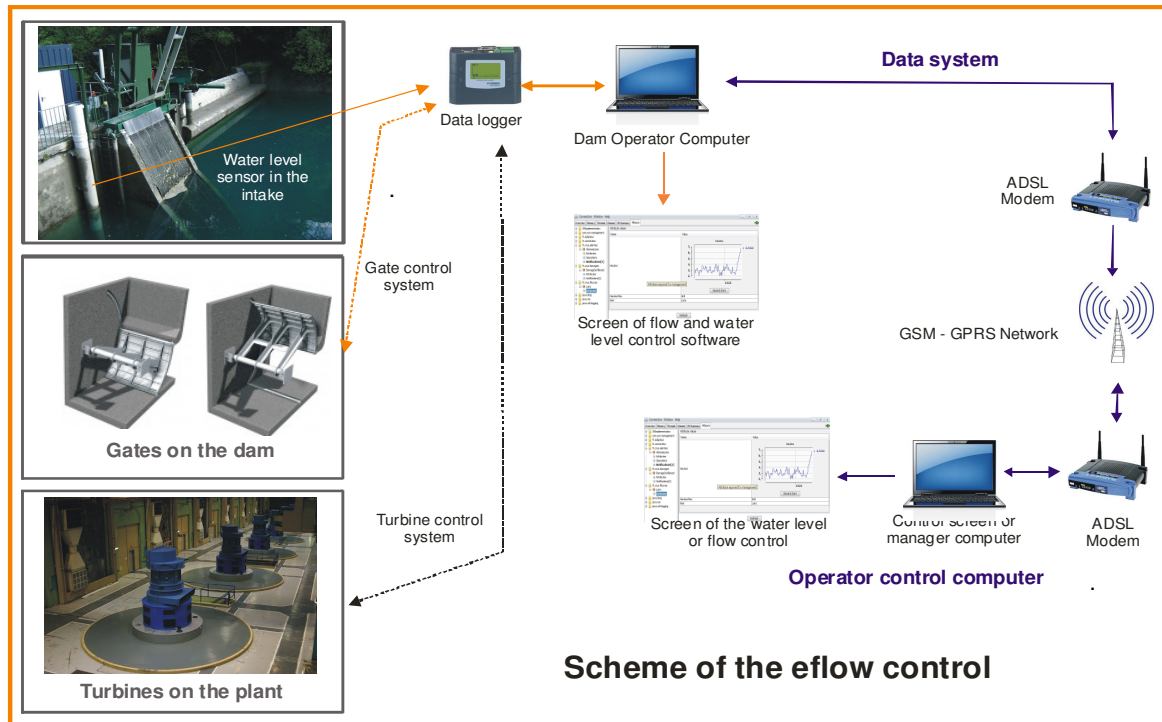 Water level
sensor in the
intake
Data logger
Dam Operator Computer
Data system
ADSL
Modem
Gate control
system
Screen of flow and water
level control software
GSM - GPRS Network
Gates on the dam
Turbine control
system
Screen of the water level
or flow control
Control screen or
manager computer
ADSL
Modem
Operator control computer
Turbines on the plant
Scheme of the eflow control